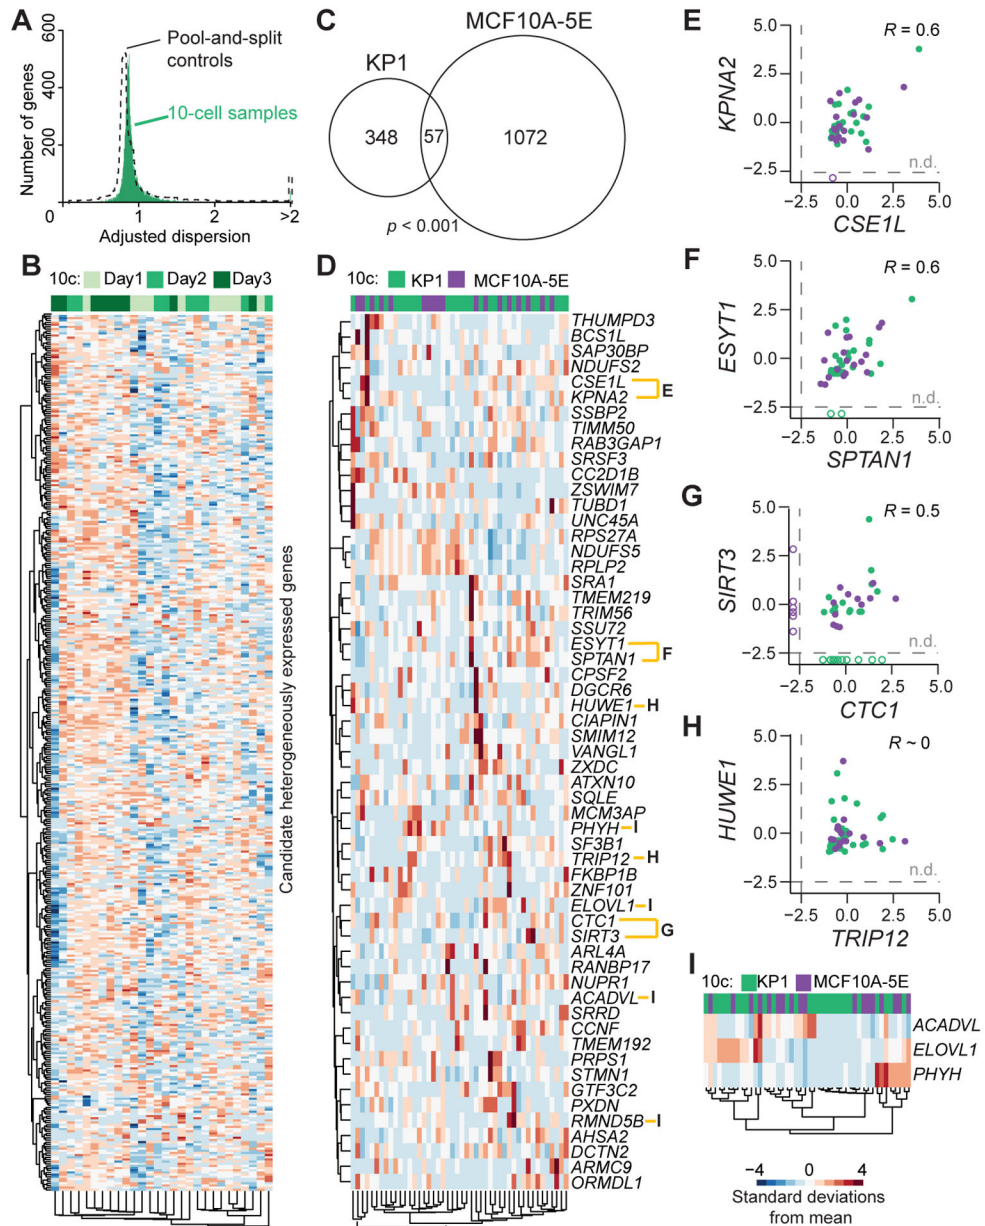 A
600
400
200
0
Number of genes
Pool-and-split
controls
10-cell samples
0
1
2
>2
Adjusted dispersion
C
MCF10A-5E
KP1
348
57
1072
p < 0.001
E
R = 0.6
5.0
2.5
0.0
−2.5
KPNA2
n.d.
−2.5
0.0
2.5
5.0
CSE1L
B
10c: Day1 Day2 Day3
Candidate heterogeneously expressed genes
D
10c: KP1 MCF10A-5E
THUMPD3
BCS1L
SAP30BP
NDUFS2
CSE1L
E
KPNA2
SSBP2
TIMM50
RAB3GAP1
SRSF3
CC2D1B
ZSWIM7
TUBD1
UNC45A
RPS27A
NDUFS5
RPLP2
SRA1
TMEM219
TRIM56
SSU72
ESYT1
F
SPTAN1
CPSF2
DGCR6
HUWE1 H
CIAPIN1
SMIM12
VANGL1
ZXDC
ATXN10
SQLE
MCM3AP
PHYH I
SF3B1
TRIP12 H
FKBP1B
ZNF101
ELOVL1 I
CTC1
G
SIRT3
ARL4A
RANBP17
NUPR1
ACADVL I
SRRD
CCNF
TMEM192
PRPS1
STMN1
GTF3C2
PXDN
RMND5B I
AHSA2
DCTN2
ARMC9
ORMDL1
F
R = 0.6
5.0
2.5
0.0
−2.5
ESYT1
n.d.
−2.5
0.0
2.5
5.0
SPTAN1
G
R = 0.5
5.0
2.5
0.0
−2.5
SIRT3
n.d.
−2.5
0.0
2.5
5.0
CTC1
H
R ~ 0
5.0
2.5
0.0
−2.5
HUWE1
n.d.
−2.5
0.0
2.5
5.0
TRIP12
I
10c: KP1 MCF10A-5E
ACADVL
ELOVL1
PHYH
−4
0
4
Standard deviations
from mean